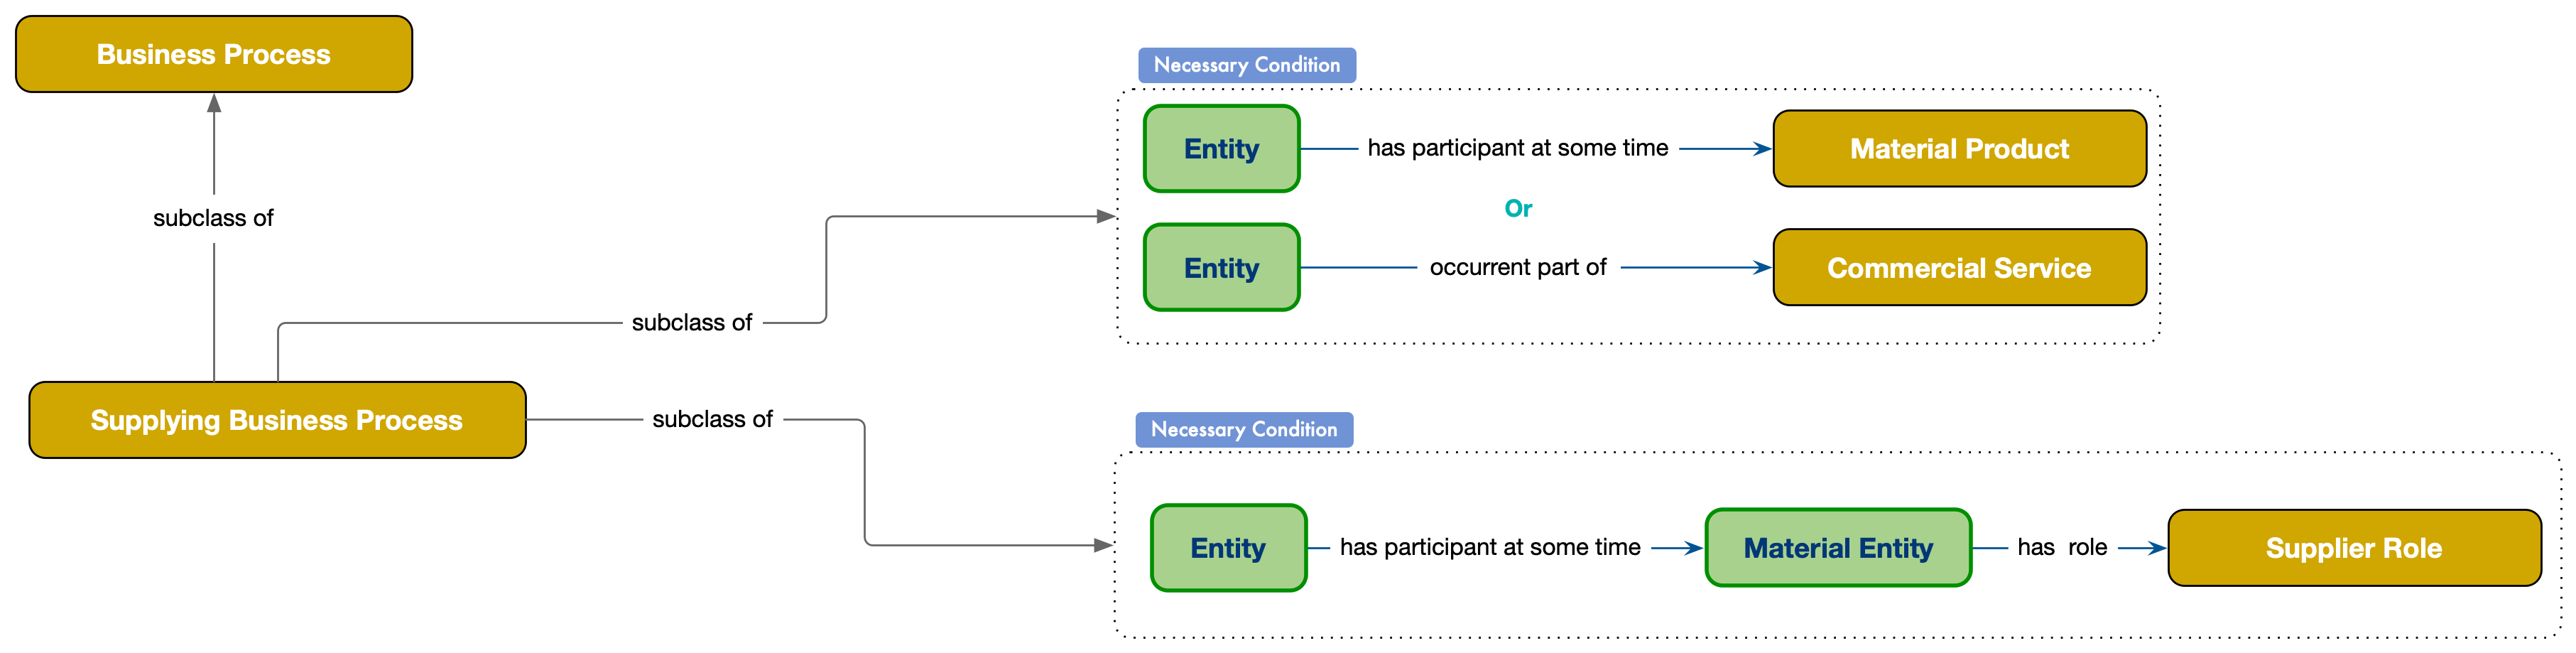 Business Process
Necessary Condition
Entity
has participant at some time
Material Product
subclass of
Or
Entity
occurrent part of
Commercial Service
subclass of
Supplying Business Process
subclass of
Necessary Condition
Entity
has participant at some time
Material Entity
has role
Supplier Role